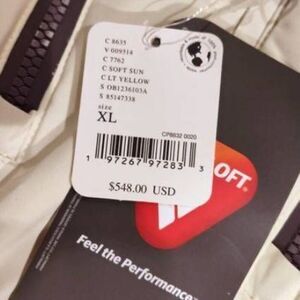 C 8635
V 009314
C 7762
C SOFT SUN
C LT YELLOW
S OB1236103A
S 85147338
size
XL
CP8632 0020
1 97267 97283 3
$548.00 USD
OFT
Feel the Performance